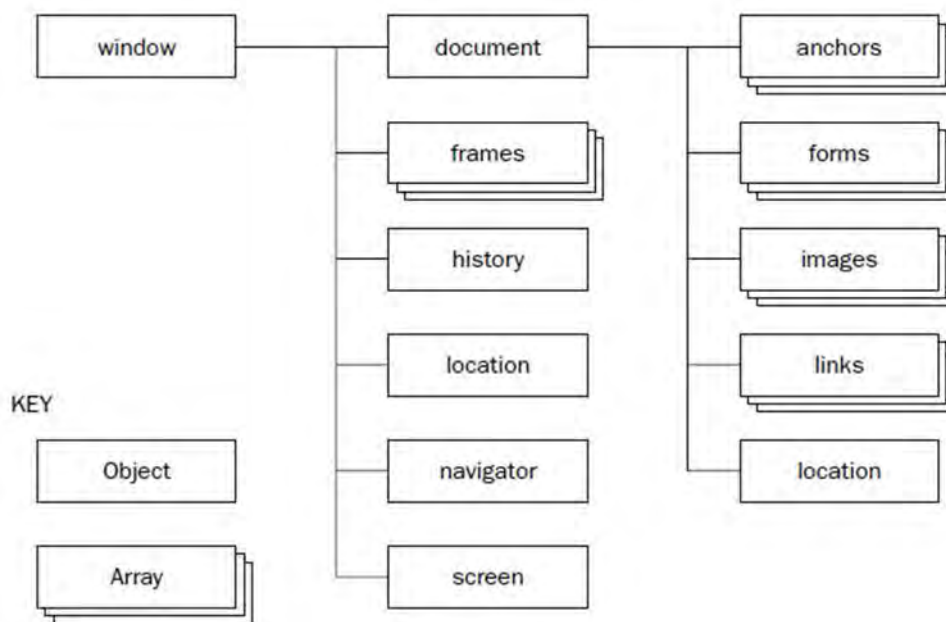 window
document
anchors
frames
forms
history
images
location
links
KEY
Object
navigator
location
Array
screen